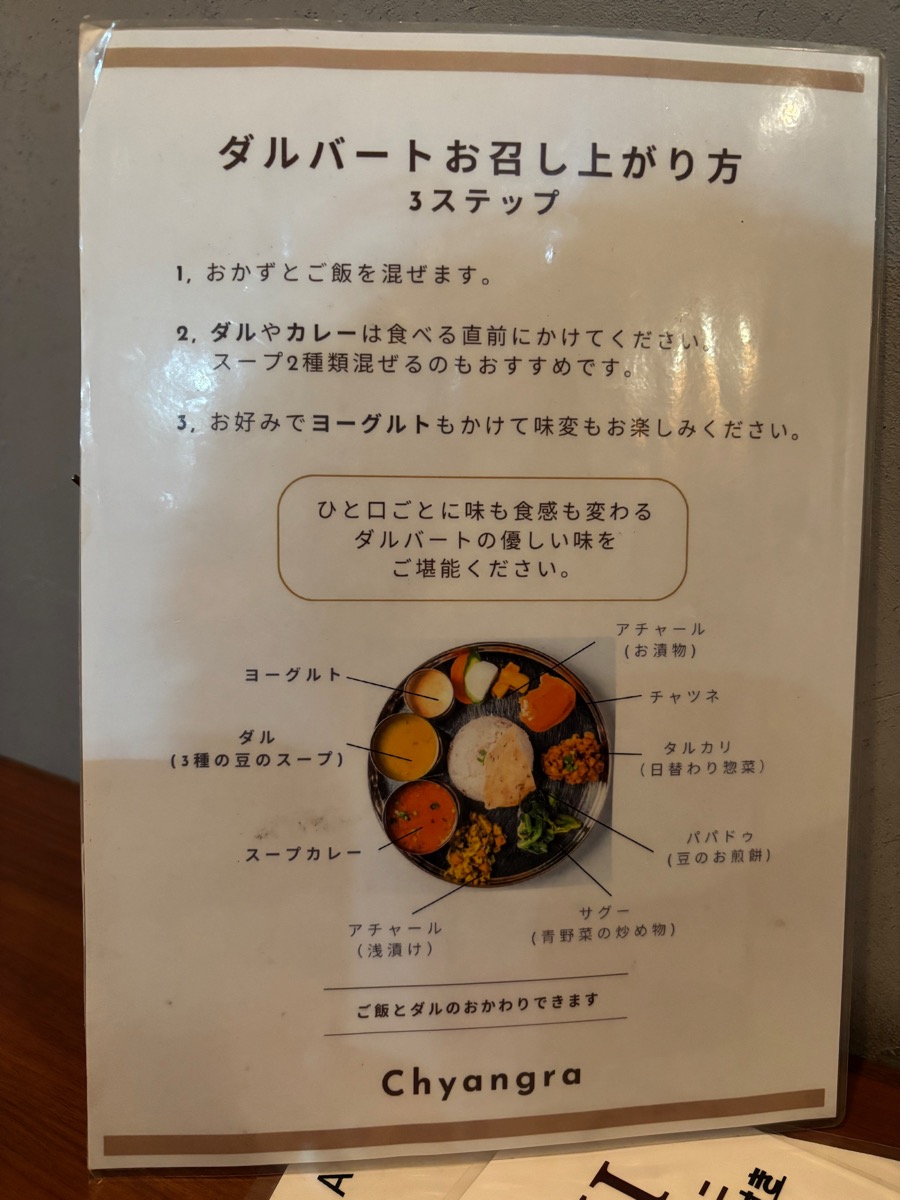 ダルバートお召し上がり方
3ステップ
1, おかずとご飯を混ぜます。
2, ダルやカレーは食べる直前にかけてください。
スープ2種類混ぜるのもおすすめです。
3, お好みでヨーグルトもかけて味変もお楽しみください。
ひと口ごとに味も食感も変わる
ダルバートの優しい味を
ご堪能ください。
アチャール
(お漬物)
ヨーグルト
チャツネ
ダル
(3種の豆のスープ)
タルカリ
(日替わり惣菜)
パパドゥ
(豆のお煎餅)
スープカレー
サグー
(青野菜の炒め物)
アチャール
(浅漬け)
ご飯とダルのおかわりできます
Chyangra